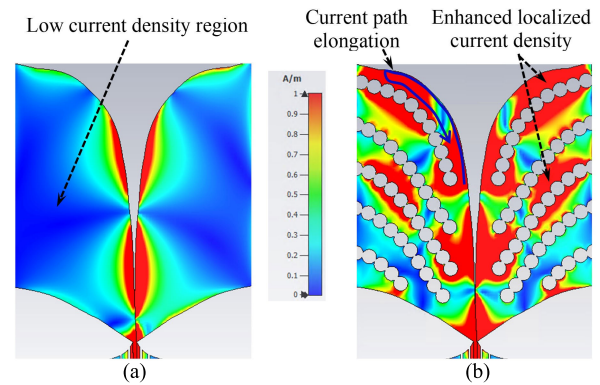 Low current density region
Current path
elongation
Enhanced localized
current density
A/m
1
0.9
0.8
0.7
0.6
0.5
0.4
0.3
0.2
0.1
0
(a)
(b)